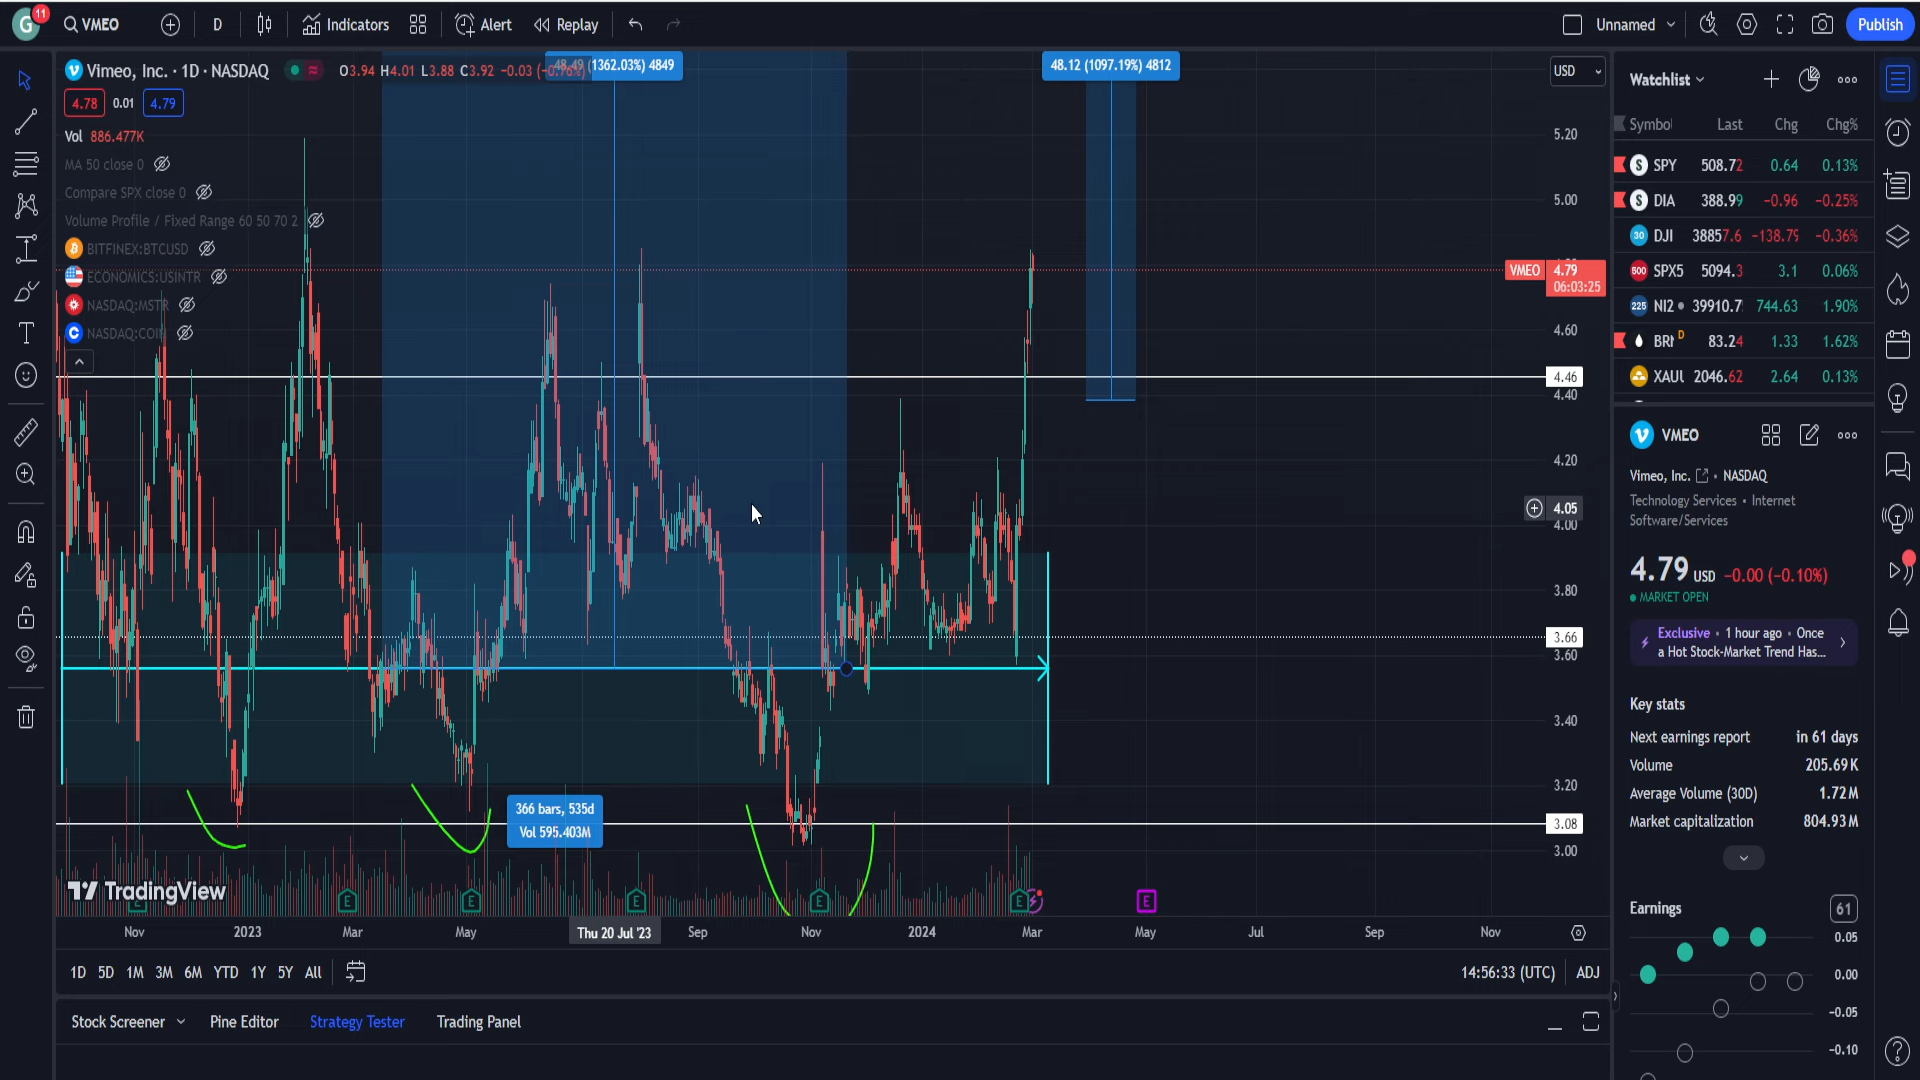 G
11
VMEO
D
Indicators
Alert
Replay
Unnamed
Publish
Vimeo, Inc. · 1D · NASDAQ
O3.94 H4.01 L3.88 C3.92 −0.03 (−0.76%)
48.49 (1362.03%) 4849
48.12 (1097.19%) 4812
USD
4.78
0.01
4.79
Vol 886.477K
MA 50 close 0
Compare SPX close 0
Volume Profile / Fixed Range 60 50 70 2
BITFINEX:BTCUSD
ECONOMICS:USINTR
NASDAQ:MSTR
NASDAQ:COIN
5.20
5.00
VMEO
4.79
06:03:25
4.60
4.46
4.40
4.20
4.05
4.00
3.80
3.66
3.60
3.40
3.20
3.08
3.00
366 bars, 535d
Vol 595.403M
TradingView
E
E
E
E
E
E
E
Nov
2023
Mar
May
Thu 20 Jul '23
Sep
Nov
2024
Mar
May
Jul
Sep
Nov
1D
5D
1M
3M
6M
YTD
1Y
5Y
All
14:56:33 (UTC)
ADJ
Stock Screener
Pine Editor
Strategy Tester
Trading Panel
Watchlist
Symbol Last Chg Chg%
S SPY 508.72 0.64 0.13%
S DIA 388.99 −0.96 −0.25%
30 DJI 38857.6 −138.79 −0.36%
500 SPX5 5094.3 3.1 0.06%
225 NI2 39910.7 744.63 1.90%
BRN D 83.24 1.33 1.62%
XAUU 2046.62 2.64 0.13%
VMEO
Vimeo, Inc. • NASDAQ
Technology Services • Internet
Software/Services
4.79 USD −0.00 (−0.10%)
MARKET OPEN
Exclusive • 1 hour ago • Once
a Hot Stock-Market Trend Has...
Key stats
Next earnings report in 61 days
Volume 205.69K
Average Volume (30D) 1.72M
Market capitalization 804.93M
Earnings
61
0.05
0.00
−0.05
−0.10